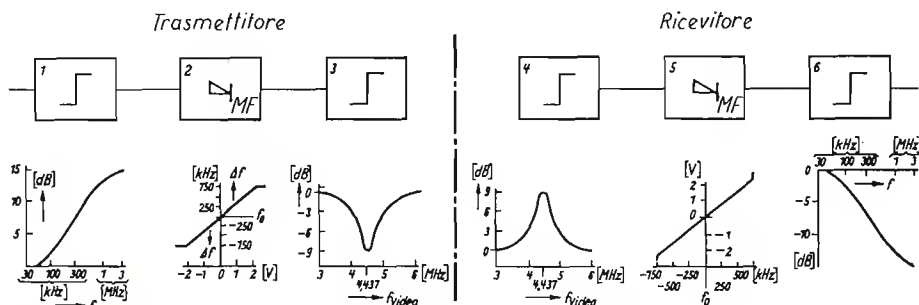 Trasmettitore
Ricevitore
1
2
MF
3
4
5
MF
6
15
[dB]
10
5
30 100 300 1 3
[kHz] [MHz]
f
[kHz] Δf
750
250
f₀
-250
-750
Δf
-2 -1 0 1 2 [V]
[dB]
0
-3
-6
-9
3 4 5 6 [MHz]
4,437
fvideo
[dB]
9
6
3
0
3 4 5 6 [MHz]
4,437
fvideo
[V]
2
1
0
-1
-2
-750 -250 250 [kHz]
-500 0 500
f₀
[kHz] [MHz]
30 100 300 1 3
f
0
-5
-10
[dB]